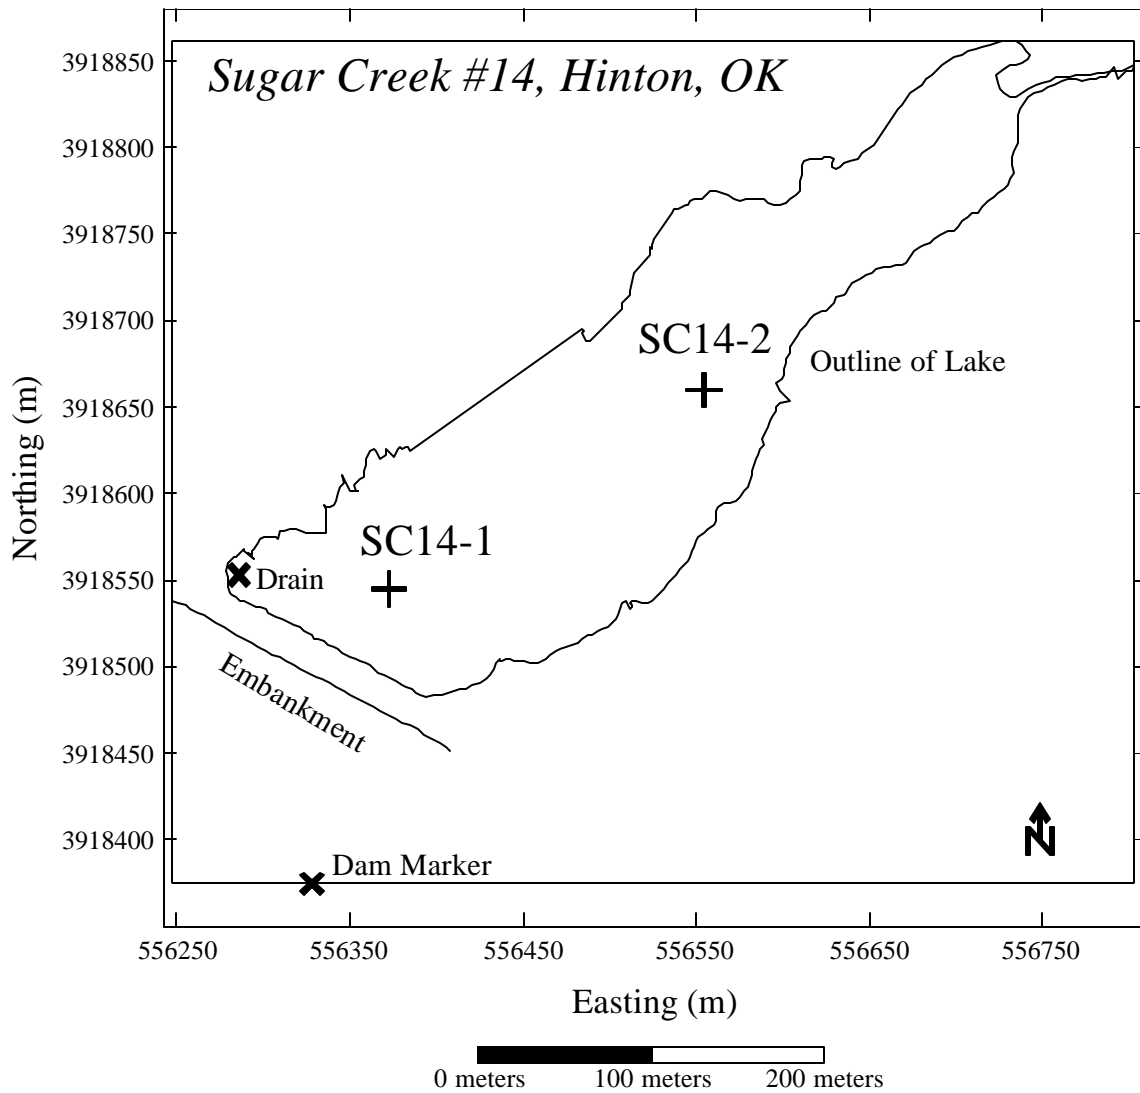 Sugar Creek #14, Hinton, OK
3918850
3918800
3918750
3918700
3918650
3918600
3918550
3918500
3918450
3918400
Northing (m)
SC14-2
Outline of Lake
SC14-1
Drain
Embankment
Dam Marker
N
556250 556350 556450 556550 556650 556750
Easting (m)
0 meters 100 meters 200 meters